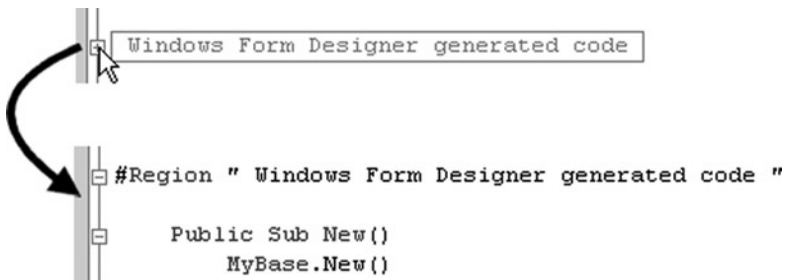 Windows Form Designer generated code
#Region " Windows Form Designer generated code "
Public Sub New()
MyBase.New()